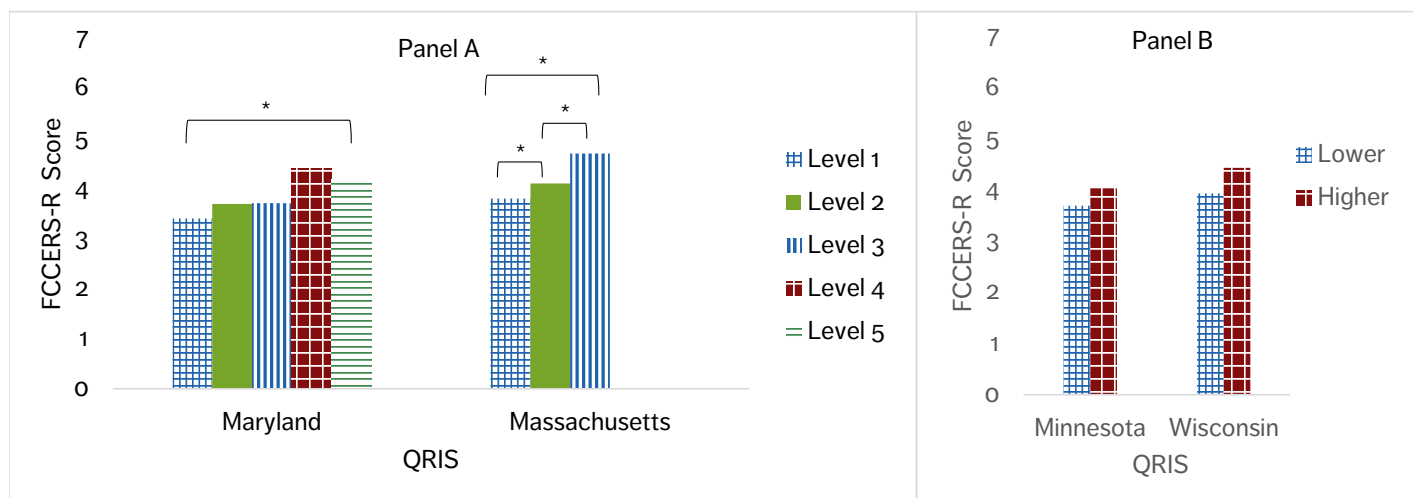 Panel A
FCCERS-R Score
7
6
5
4
3
2
1
0
*
*
*
*
Maryland
Massachusetts
QRIS
Level 1
Level 2
Level 3
Level 4
Level 5
Panel B
FCCERS-R Score
7
6
5
4
3
2
1
0
Minnesota
Wisconsin
QRIS
Lower
Higher